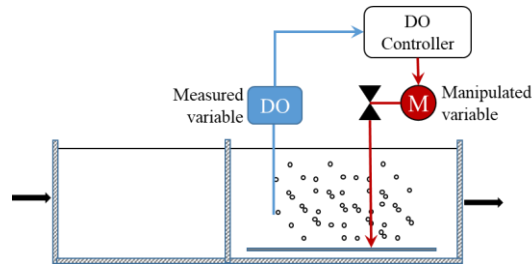 DO
Controller
Measured
variable
DO
M
Manipulated
variable